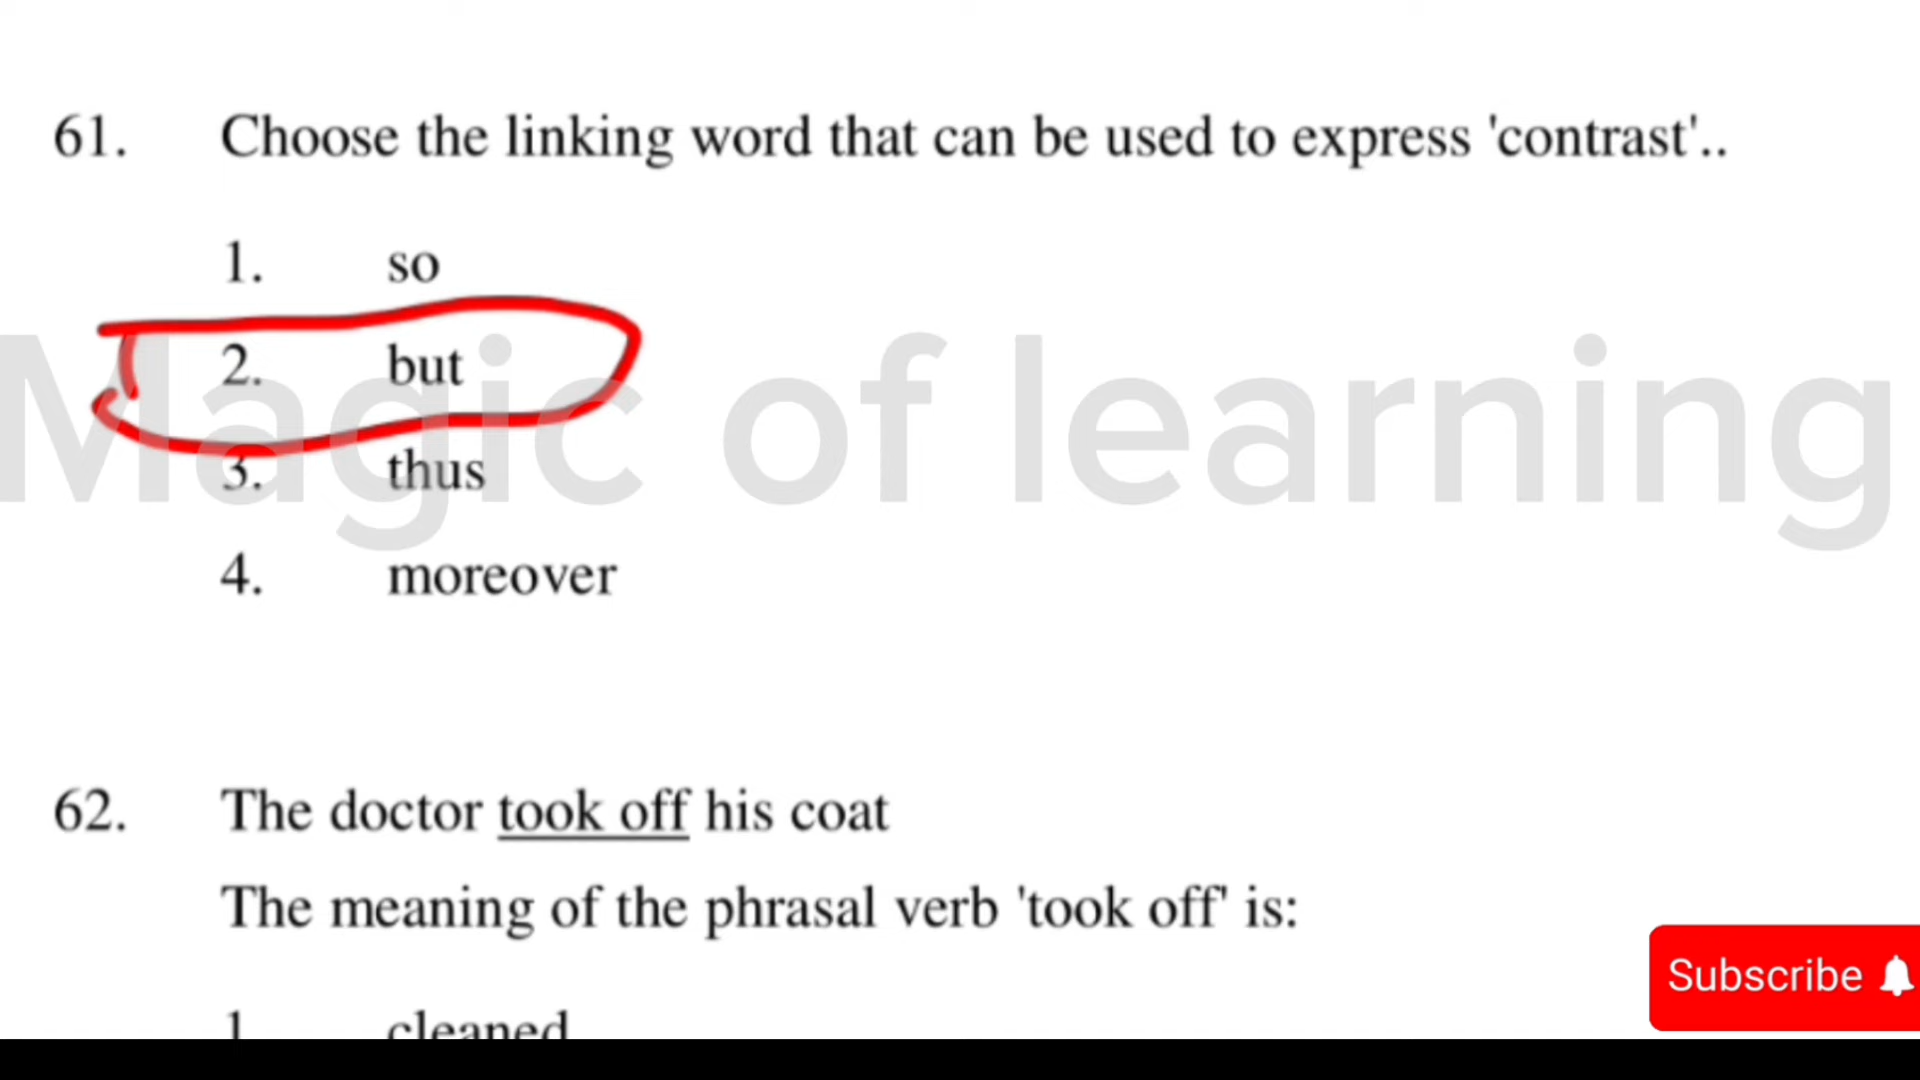 61. Choose the linking word that can be used to express 'contrast'..
1. so
2. but
3. thus
4. moreover
Magic of learning
62. The doctor took off his coat
The meaning of the phrasal verb 'took off' is:
1 cleaned
Subscribe